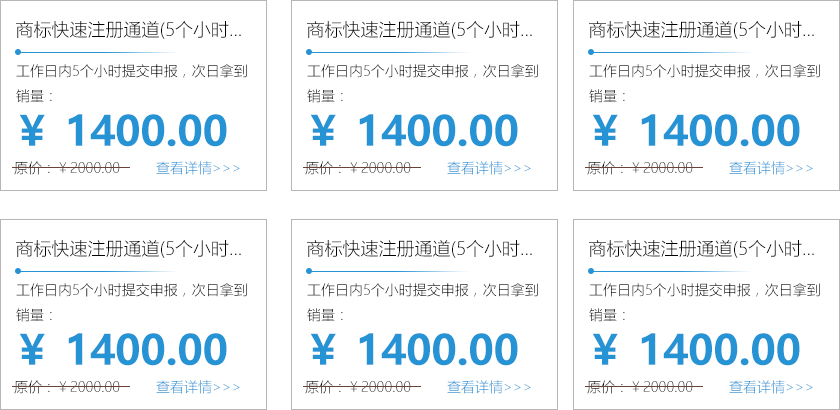 商标快速注册通道(5个小时...
工作日内5个小时提交申报，次日拿到
销量：
￥ 1400.00
原价：￥2000.00 查看详情>>>
商标快速注册通道(5个小时...
工作日内5个小时提交申报，次日拿到
销量：
￥ 1400.00
原价：￥2000.00 查看详情>>>
商标快速注册通道(5个小时...
工作日内5个小时提交申报，次日拿到
销量：
￥ 1400.00
原价：￥2000.00 查看详情>>>
商标快速注册通道(5个小时...
工作日内5个小时提交申报，次日拿到
销量：
￥ 1400.00
原价：￥2000.00 查看详情>>>
商标快速注册通道(5个小时...
工作日内5个小时提交申报，次日拿到
销量：
￥ 1400.00
原价：￥2000.00 查看详情>>>
商标快速注册通道(5个小时...
工作日内5个小时提交申报，次日拿到
销量：
￥ 1400.00
原价：￥2000.00 查看详情>>>